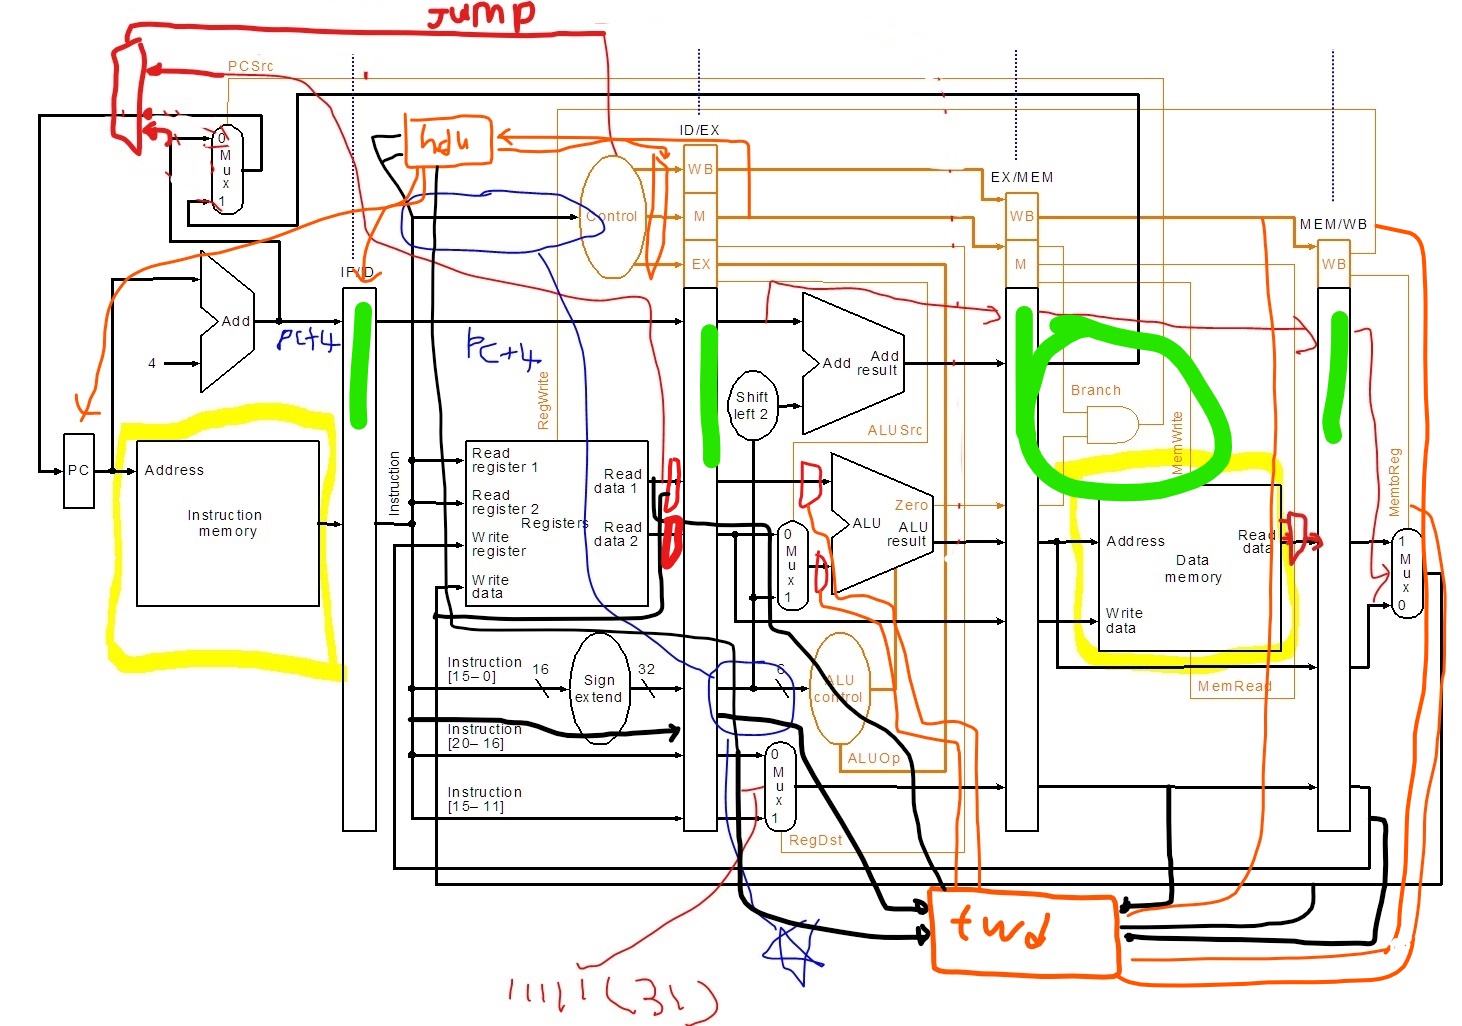 Jump
PCSrc
hdu
ID/EX
0
M
u
x
1
WB
EX/MEM
Control
M
WB
MEM/WB
EX
M
WB
IF/ID
Add
4
PC+4
PC+4
RegWrite
Add
Add
result
Shift
left 2
Branch
ALUSrc
MemWrite
PC
Address
Instruction
memory
Instruction
Read
register 1
Read
register 2
Registers
Write
register
Write
data
Read
data 1
Read
data 2
0
M
u
x
1
ALU
Zero
ALU
result
Address
Read
data
Data
memory
Write
data
MemtoReg
1
M
u
x
0
Instruction
[15–0]
16
Sign
extend
32
6
ALU
control
MemRead
Instruction
[20–16]
Instruction
[15–11]
0
M
u
x
1
ALUOp
RegDst
fwd
11111 (31)